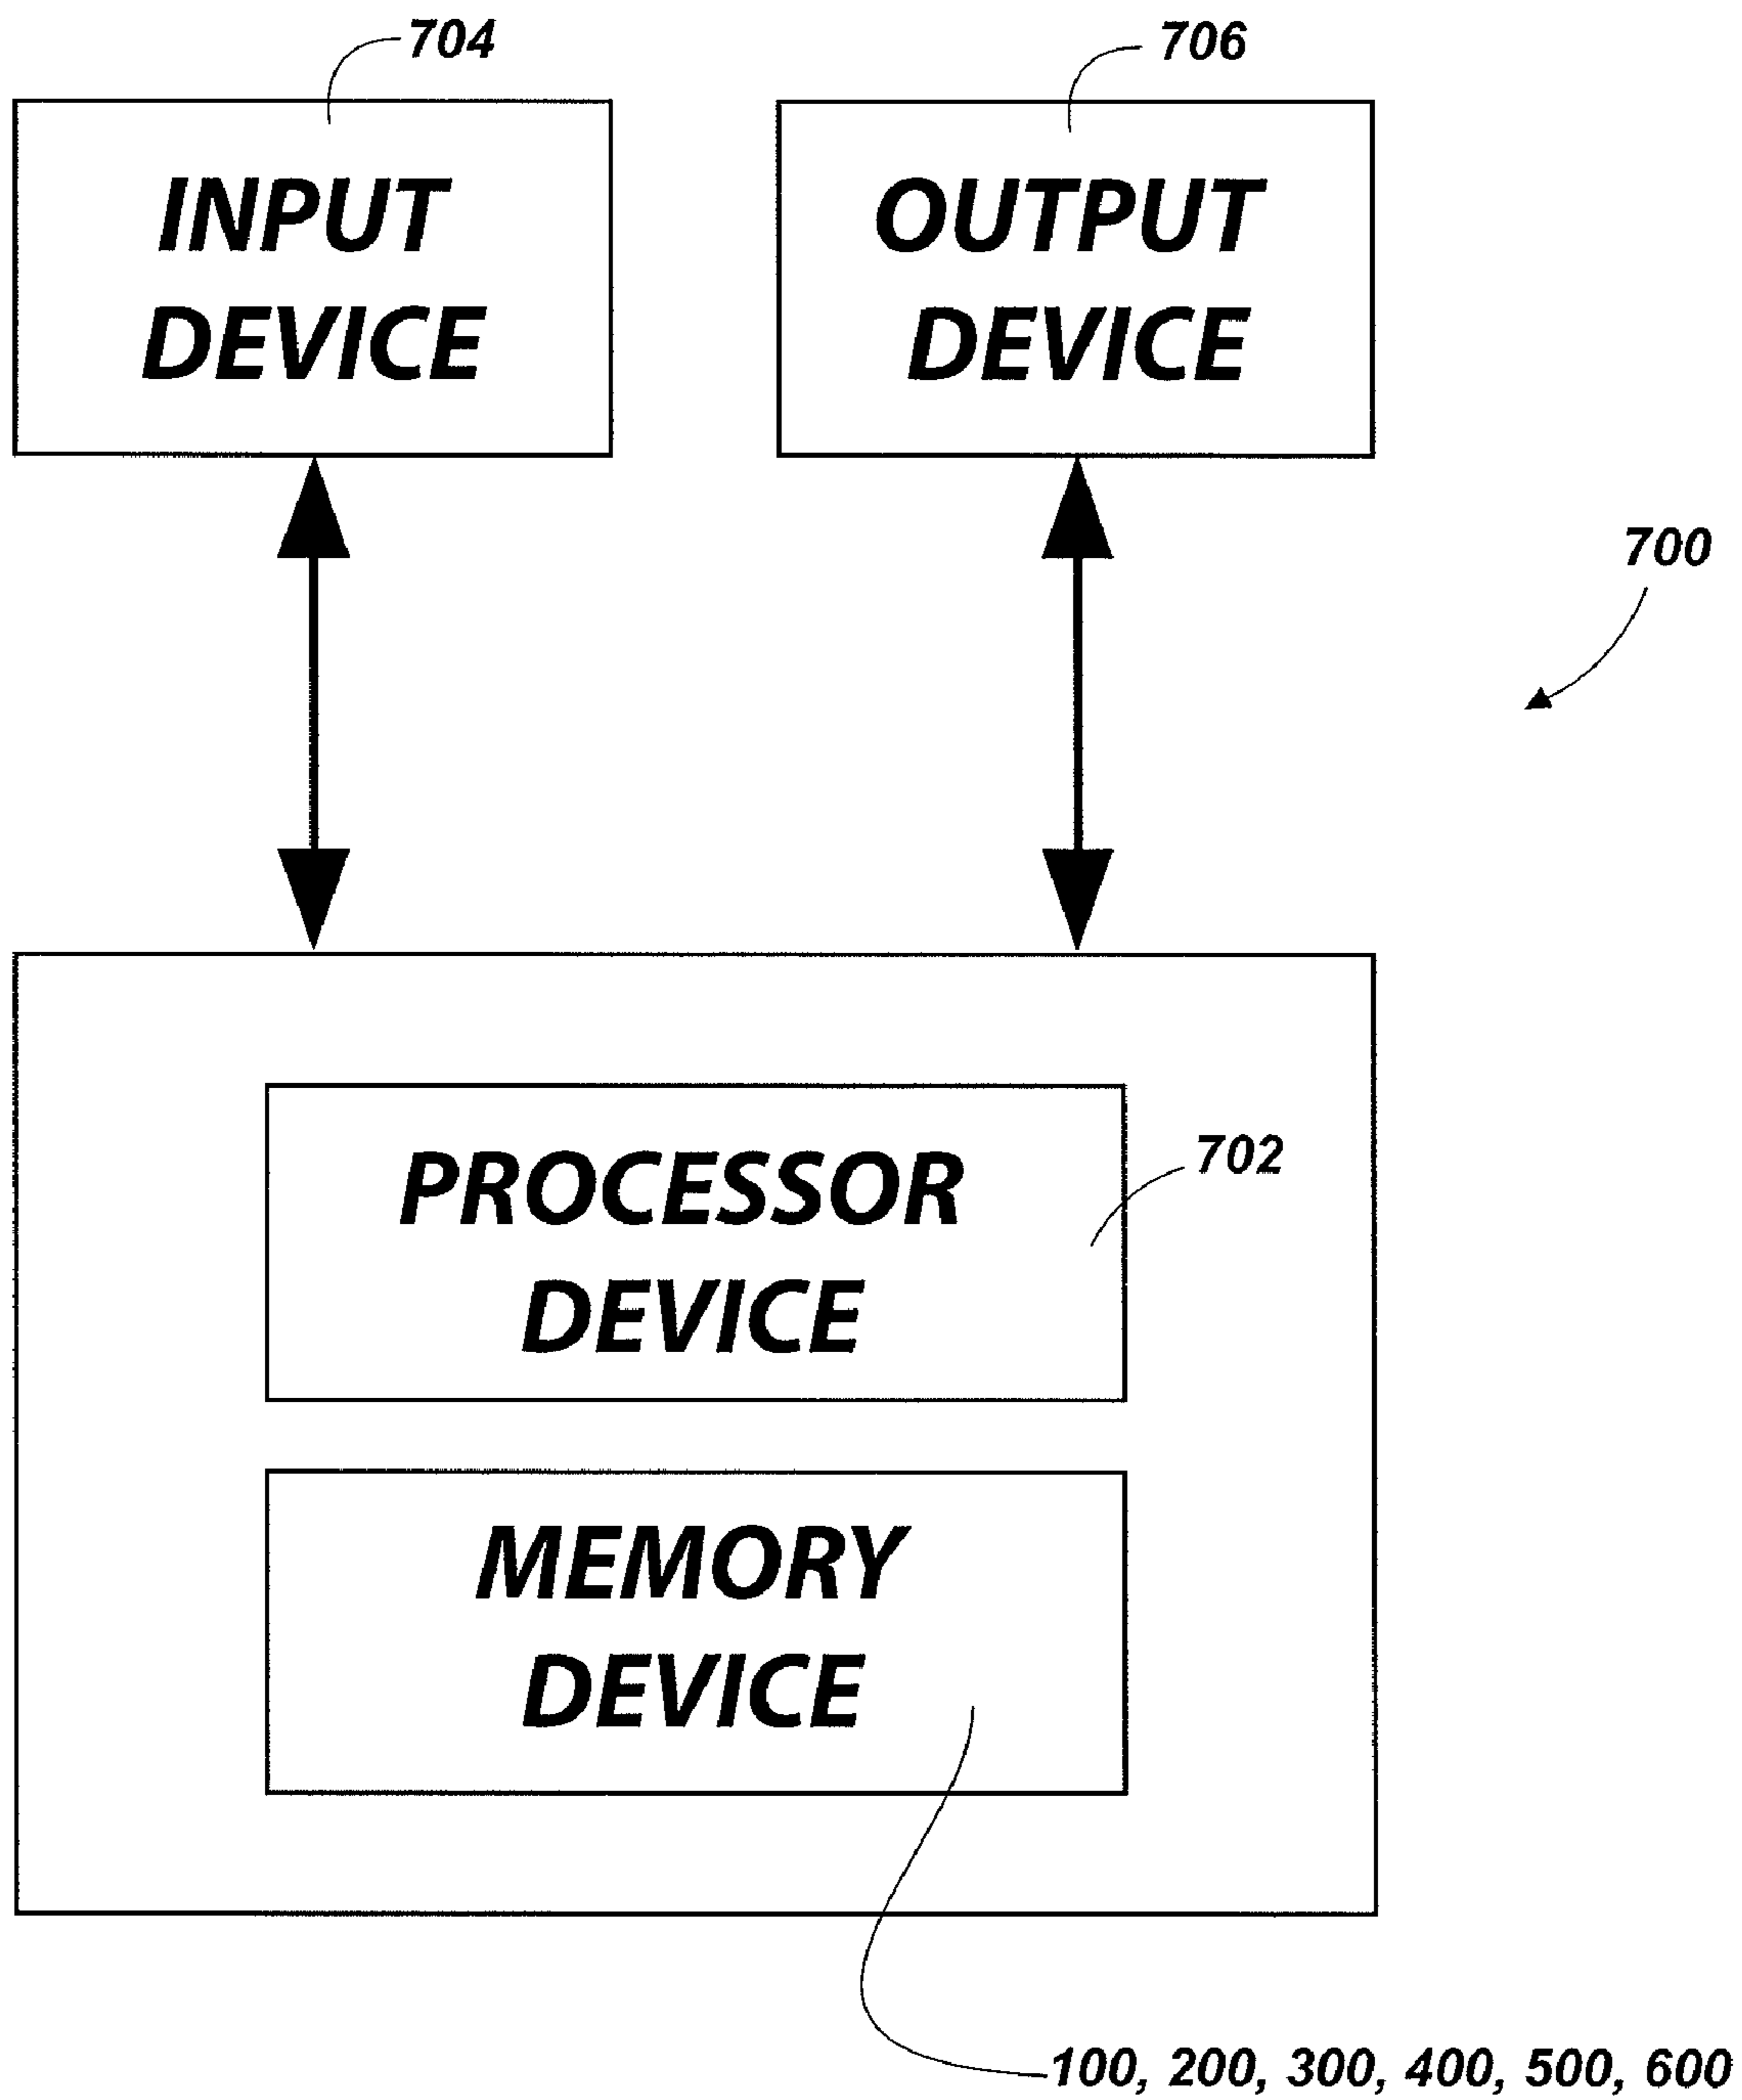 704
706
INPUT
DEVICE
OUTPUT
DEVICE
700
PROCESSOR
DEVICE
702
MEMORY
DEVICE
100, 200, 300, 400, 500, 600